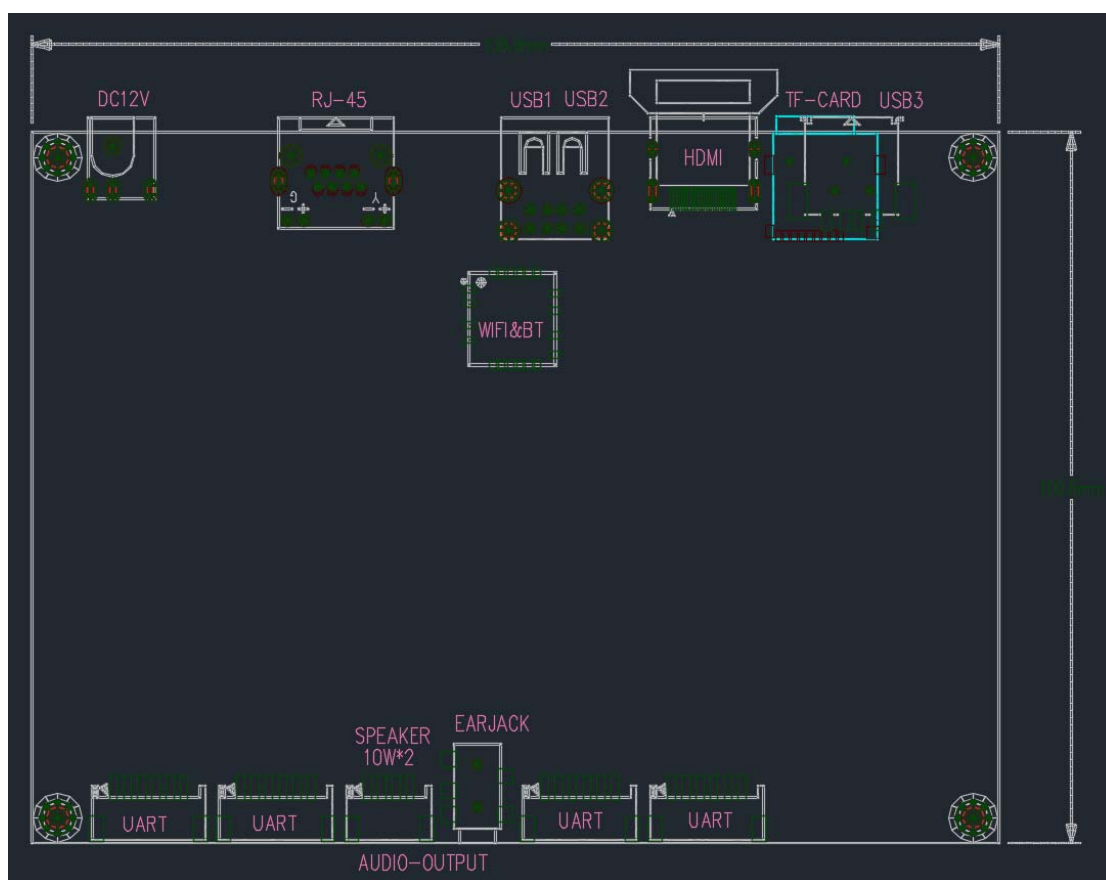 DC12V
RJ-45
USB1 USB2
TF-CARD USB3
HDMI
G
Y
WIFI&BT
EARJACK
SPEAKER
10W*2
UART
UART
UART
UART
AUDIO-OUTPUT